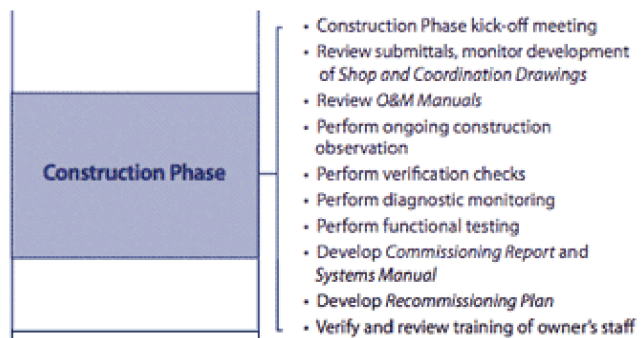 Construction Phase
• Construction Phase kick-off meeting
• Review submittals, monitor development
of Shop and Coordination Drawings
• Review O&M Manuals
• Perform ongoing construction
observation
• Perform verification checks
• Perform diagnostic monitoring
• Perform functional testing
• Develop Commissioning Report and
Systems Manual
• Develop Recommissioning Plan
• Verify and review training of owner's staff